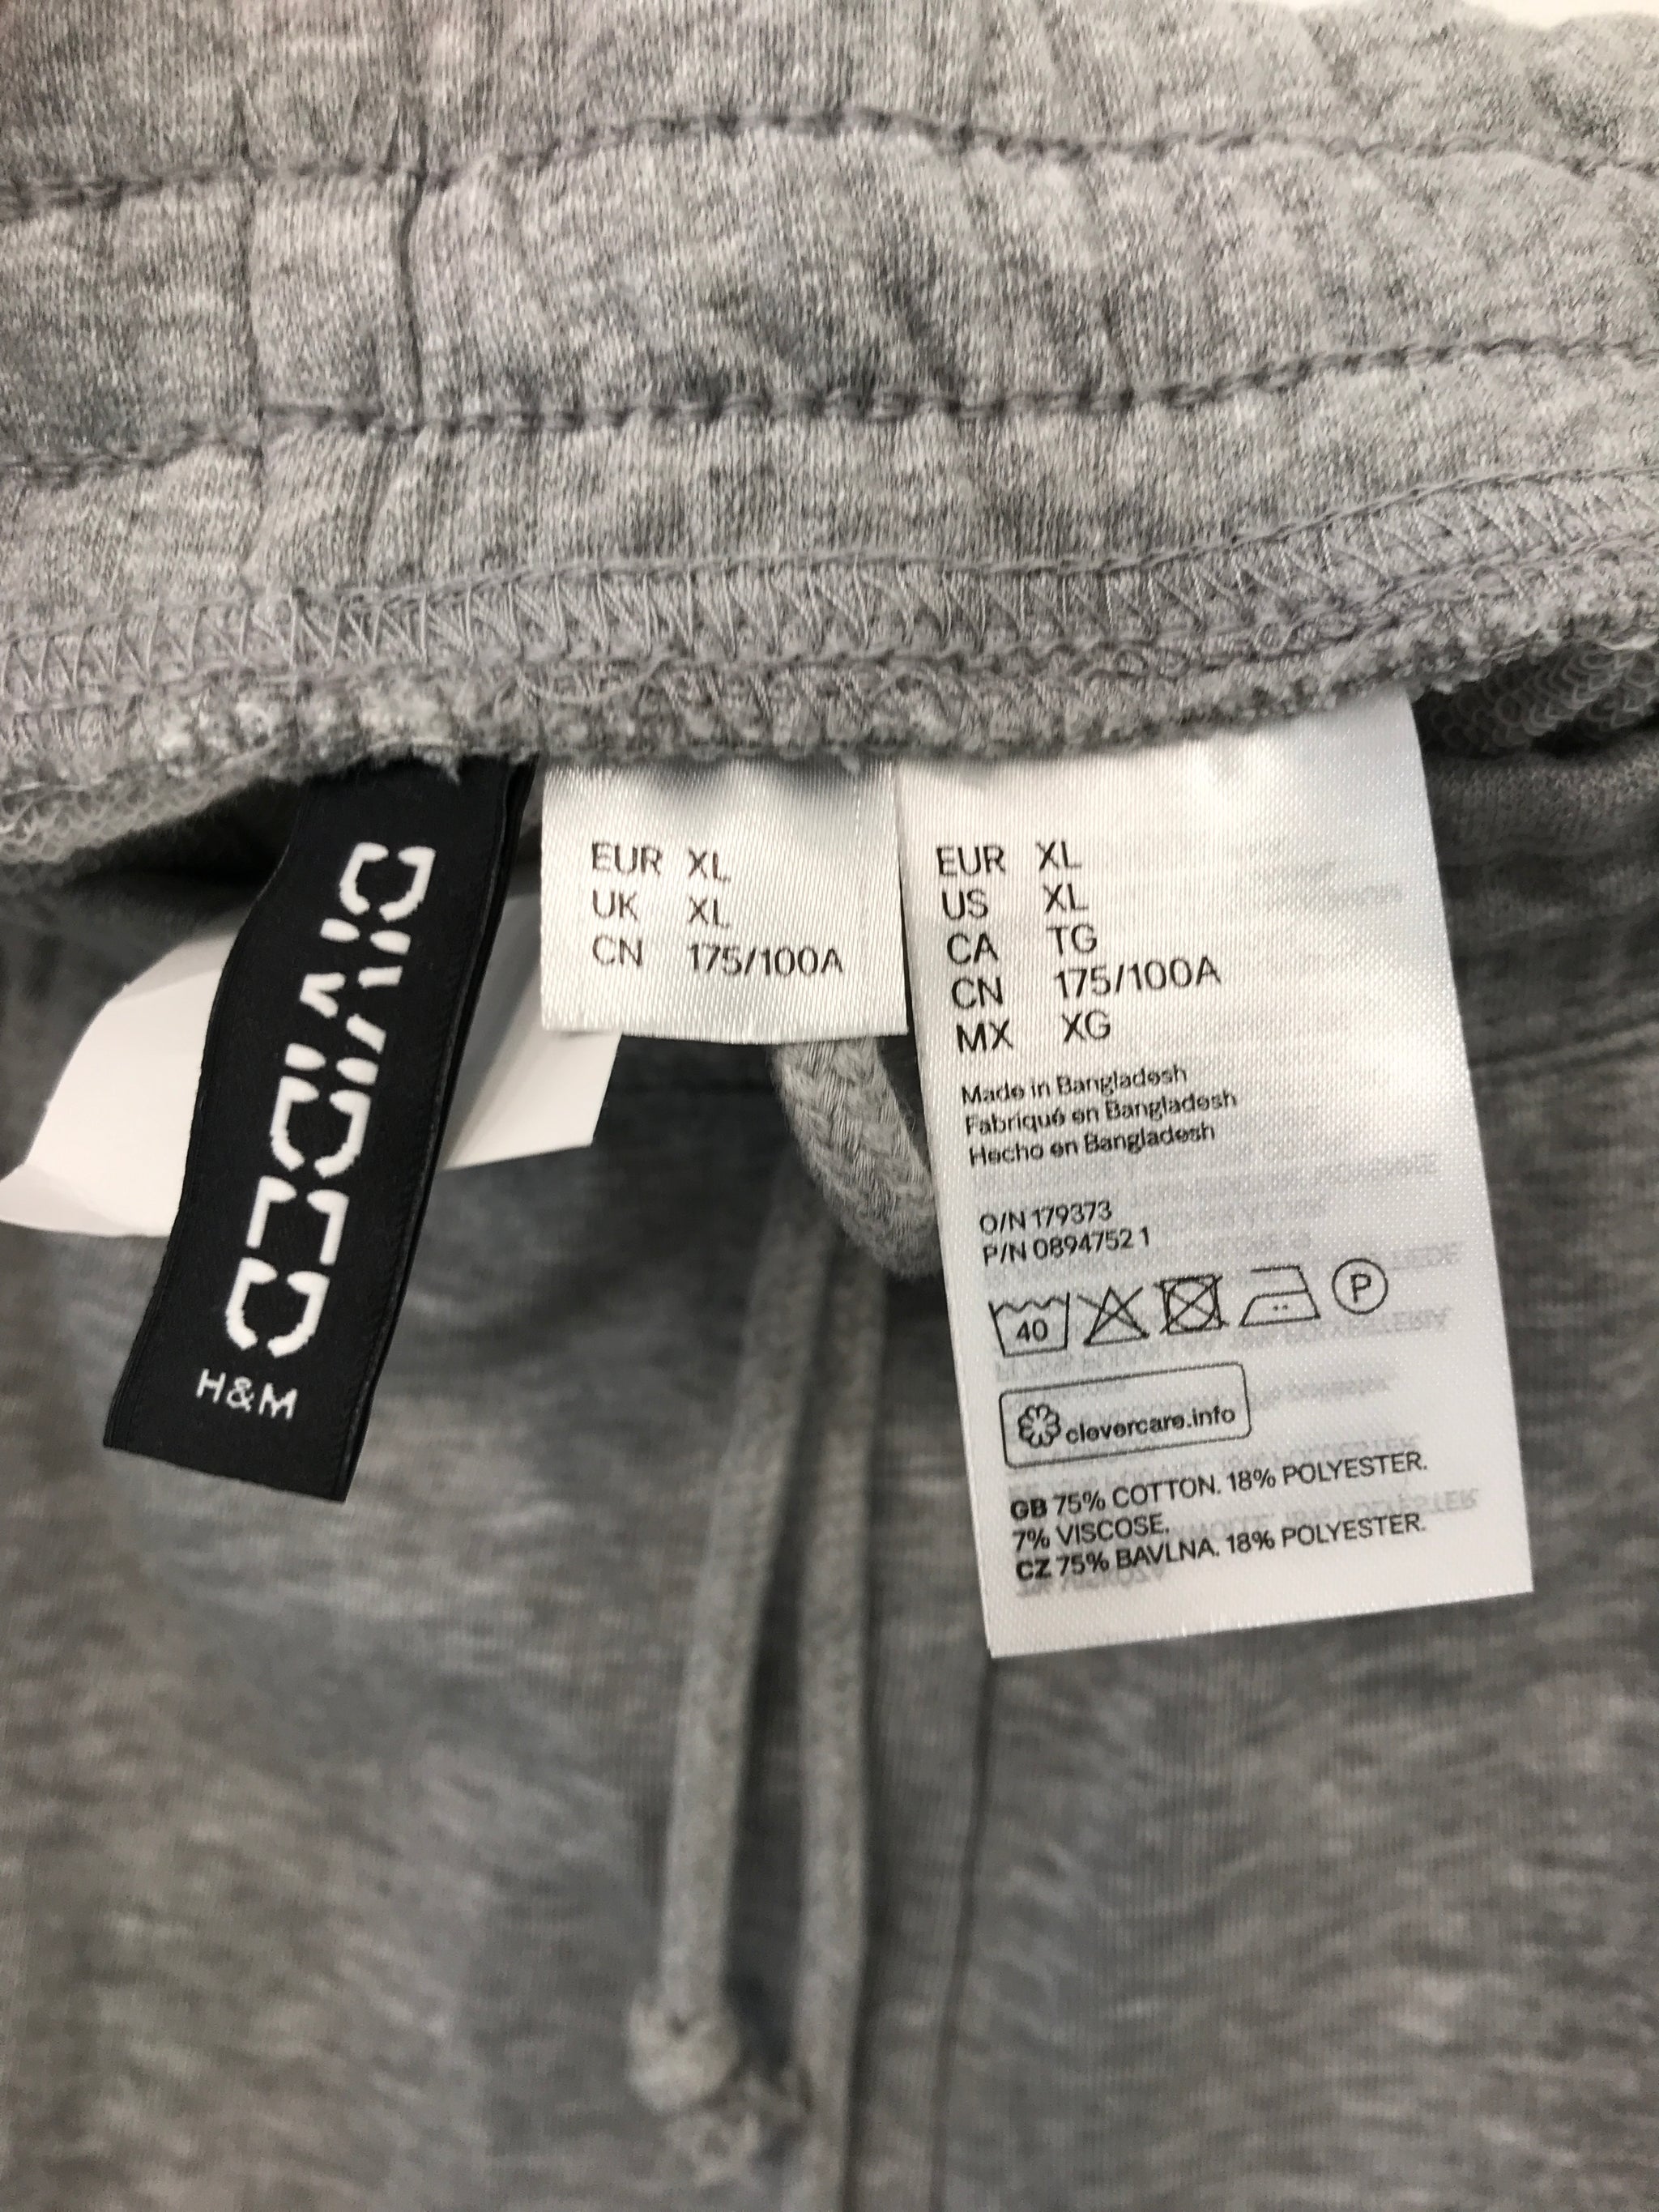 DIVIDED
H&M
EUR XL
UK XL
CN 175/100A
EUR XL
US XL
CA TG
CN 175/100A
MX XG
Made in Bangladesh
Fabriqué en Bangladesh
Hecho en Bangladesh
O/N 179373
P/N 0894752 1
40
P
clevercare.info
GB 75% COTTON. 18% POLYESTER.
7% VISCOSE.
CZ 75% BAVLNA. 18% POLYESTER.